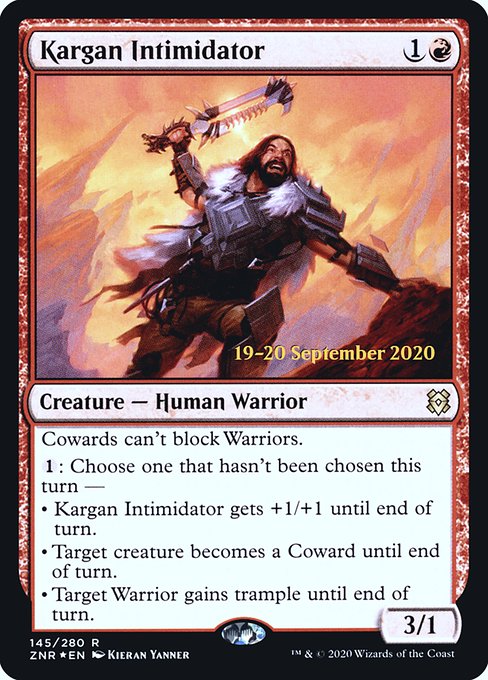 Kargan Intimidator 1
19–20 September 2020
Creature — Human Warrior
Cowards can't block Warriors.
1: Choose one that hasn't been chosen this
turn —
• Kargan Intimidator gets +1/+1 until end of
turn.
• Target creature becomes a Coward until end
of turn.
• Target Warrior gains trample until end of
turn.
3/1
145/280 R
ZNR ★ EN Kieran Yanner
™ & © 2020 Wizards of the Coast